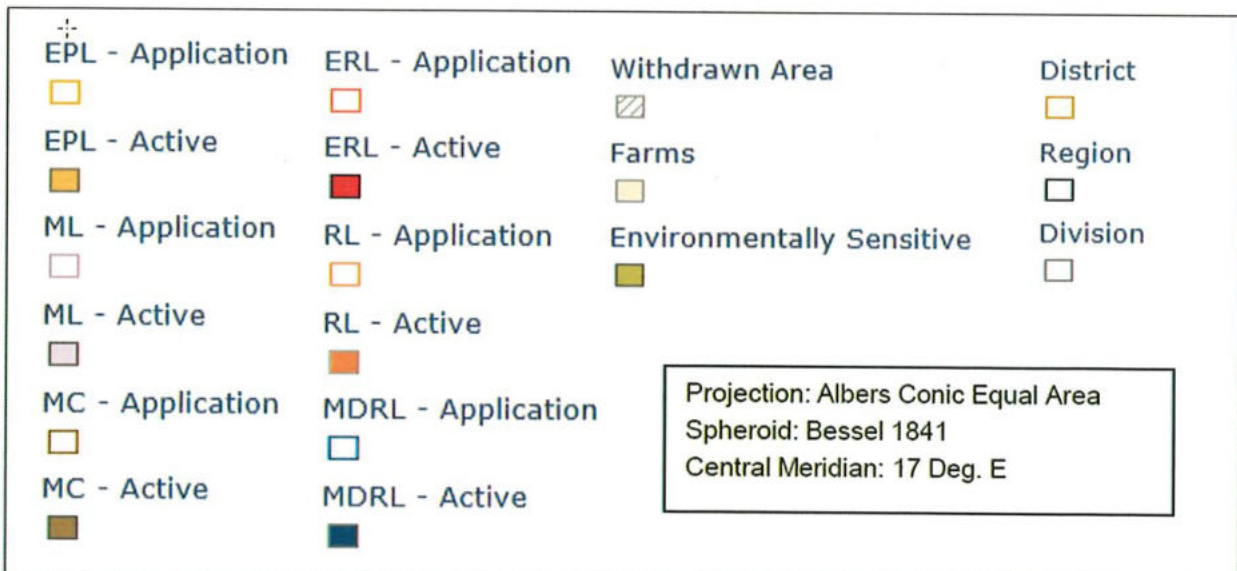 EPL - Application
EPL - Active
ML - Application
ML - Active
MC - Application
MC - Active
ERL - Application
ERL - Active
RL - Application
RL - Active
MDRL - Application
MDRL - Active
Withdrawn Area
Farms
Environmentally Sensitive
District
Region
Division
Projection: Albers Conic Equal Area
Spheroid: Bessel 1841
Central Meridian: 17 Deg. E